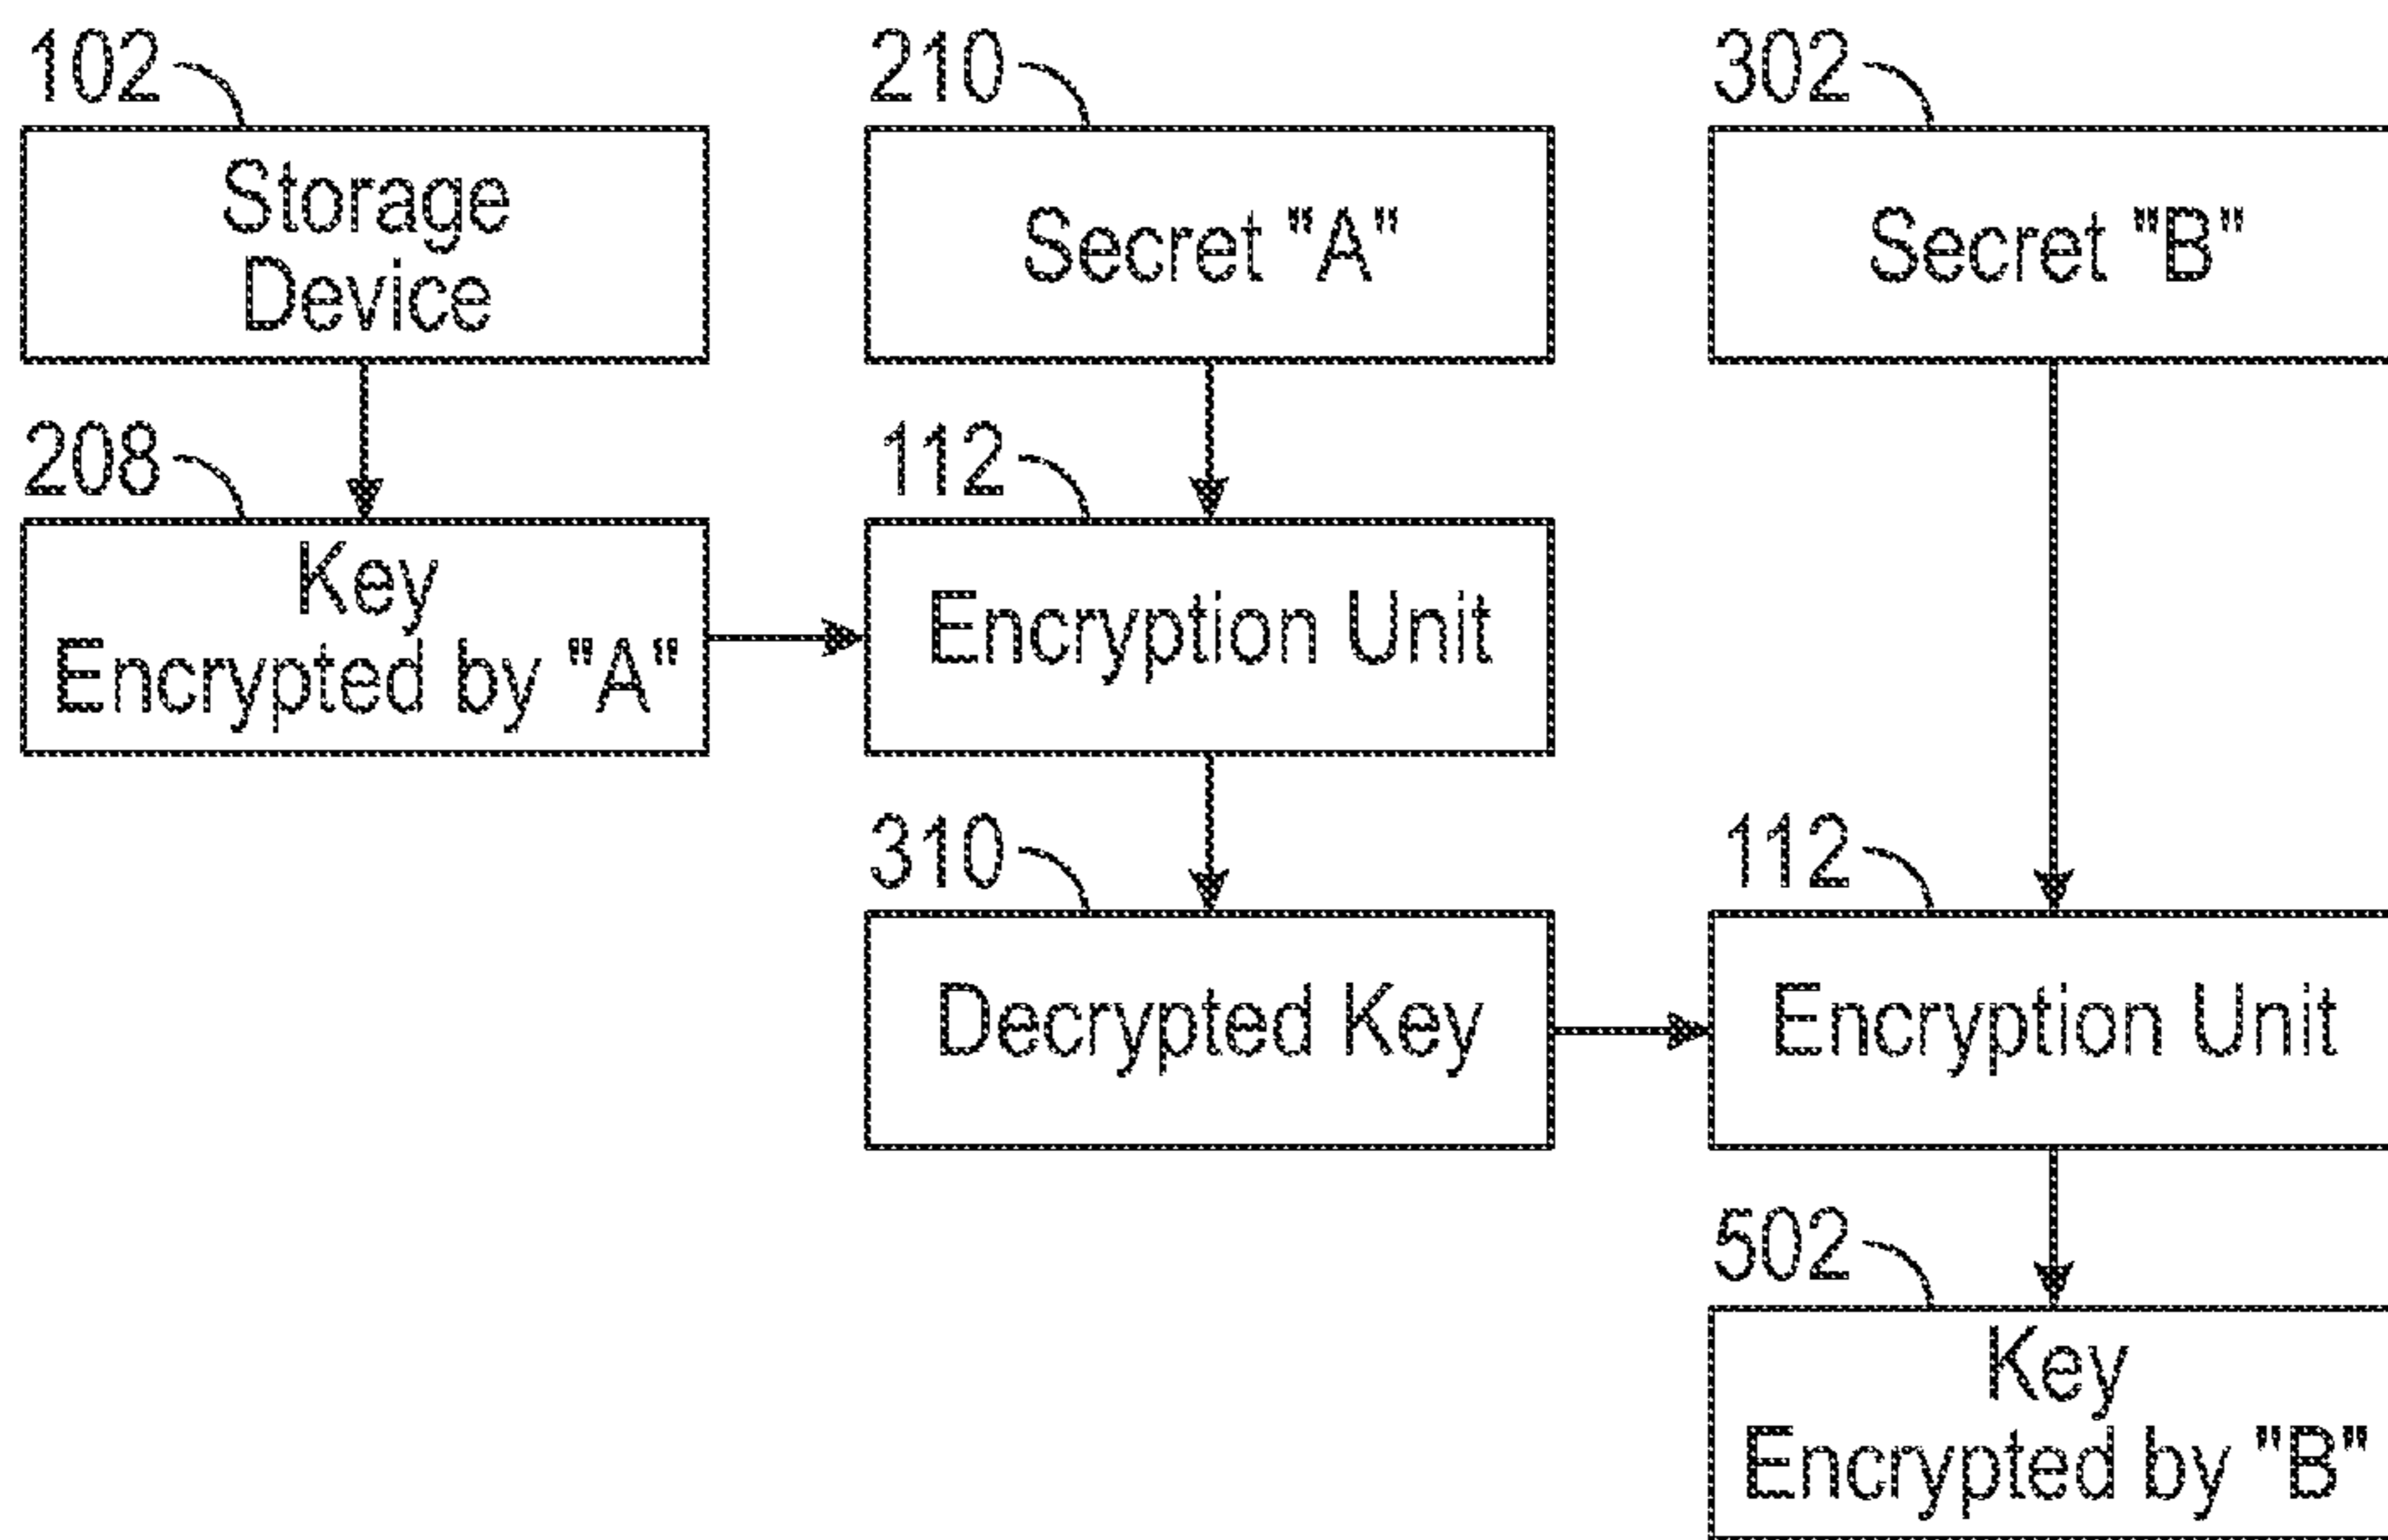 102
210
302
Storage
Device
Secret "A"
Secret "B"
208
112
Key
Encrypted by "A"
Encryption Unit
310
112
Decrypted Key
Encryption Unit
502
Key
Encrypted by "B"